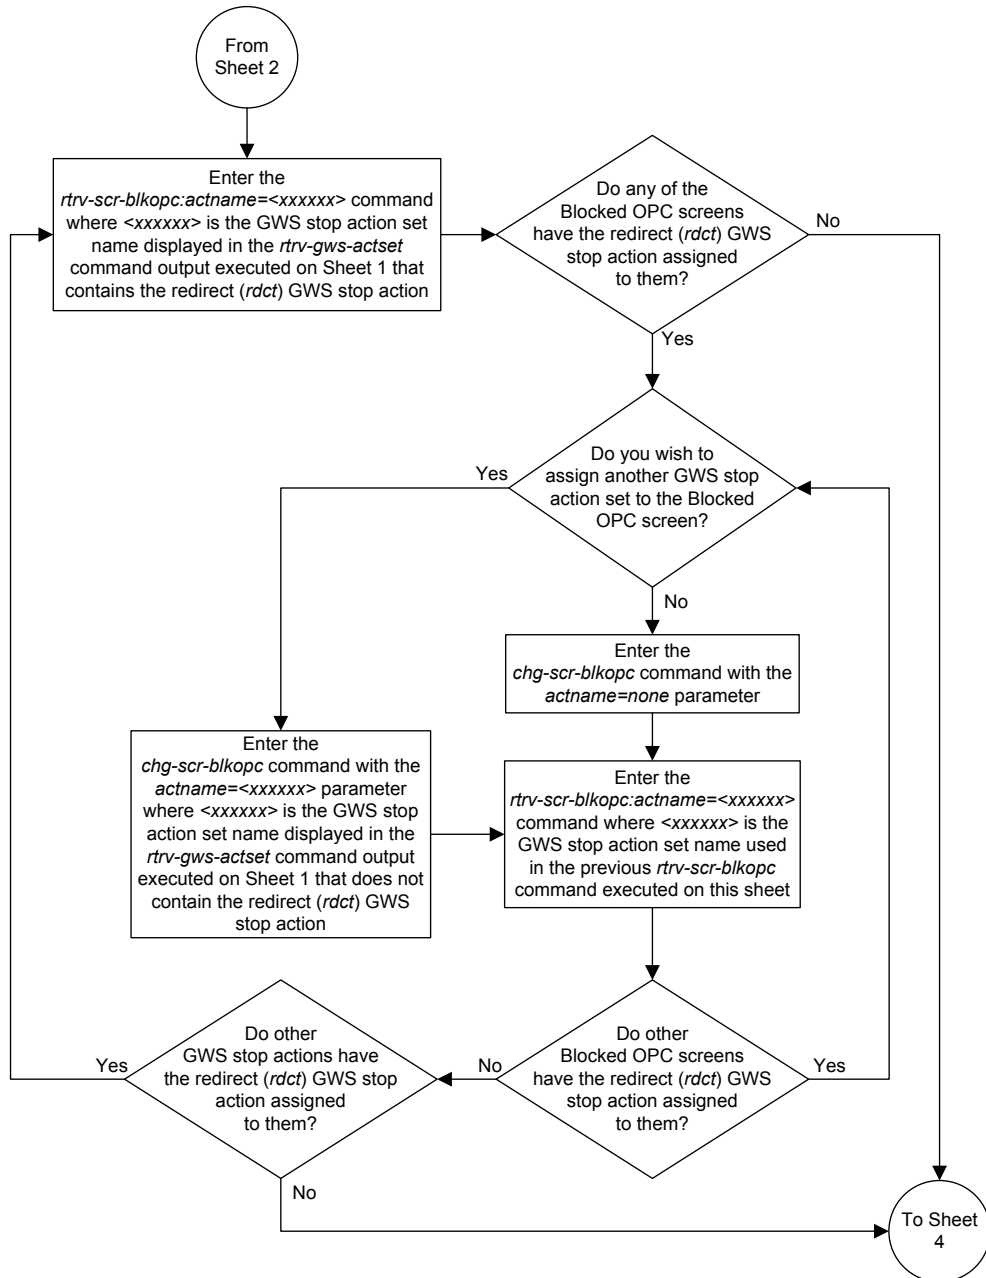 From
Sheet 2
Enter the
rtrv-scr-blkopc:actname=<xxxxxx> command
where <xxxxxx> is the GWS stop action set
name displayed in the rtrv-gws-actset
command output executed on Sheet 1 that
contains the redirect (rdct) GWS stop action
Do any of the
Blocked OPC screens
have the redirect (rdct) GWS
stop action assigned
to them?
No
Yes
Do you wish to
assign another GWS stop
action set to the Blocked
OPC screen?
Yes
No
Enter the
chg-scr-blkopc command with the
actname=none parameter
Enter the
chg-scr-blkopc command with the
actname=<xxxxxx> parameter
where <xxxxxx> is the GWS stop
action set name displayed in the
rtrv-gws-actset command output
executed on Sheet 1 that does not
contain the redirect (rdct) GWS
stop action
Enter the
rtrv-scr-blkopc:actname=<xxxxxx>
command where <xxxxxx> is the
GWS stop action set name used
in the previous rtrv-scr-blkopc
command executed on this sheet
Do other
Blocked OPC screens
have the redirect (rdct) GWS
stop action assigned
to them?
Yes
No
Do other
GWS stop actions have
the redirect (rdct) GWS stop
action assigned
to them?
Yes
No
To Sheet
4